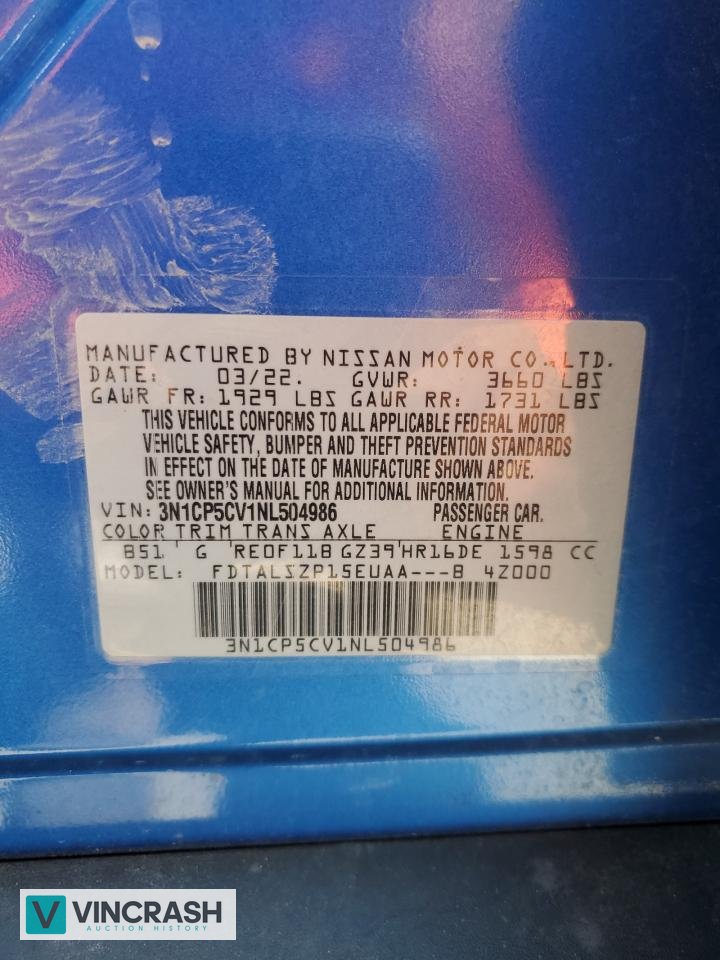 MANUFACTURED BY NISSAN MOTOR CO.,LTD.
DATE: 03/22. GVWR: 3660 LBS
GAWR FR: 1929 LBS GAWR RR: 1731 LBS
THIS VEHICLE CONFORMS TO ALL APPLICABLE FEDERAL MOTOR
VEHICLE SAFETY, BUMPER AND THEFT PREVENTION STANDARDS
IN EFFECT ON THE DATE OF MANUFACTURE SHOWN ABOVE.
SEE OWNER'S MANUAL FOR ADDITIONAL INFORMATION.
VIN: 3N1CP5CV1NL504986 PASSENGER CAR.
COLOR TRIM TRANS AXLE ENGINE
B51 G RE0F11B GZ39 HR16DE 1598 CC
MODEL: FDTALSZP15EUAA---B 4Z000
3N1CP5CV1NL504986
V VINCRASH
AUCTION HISTORY